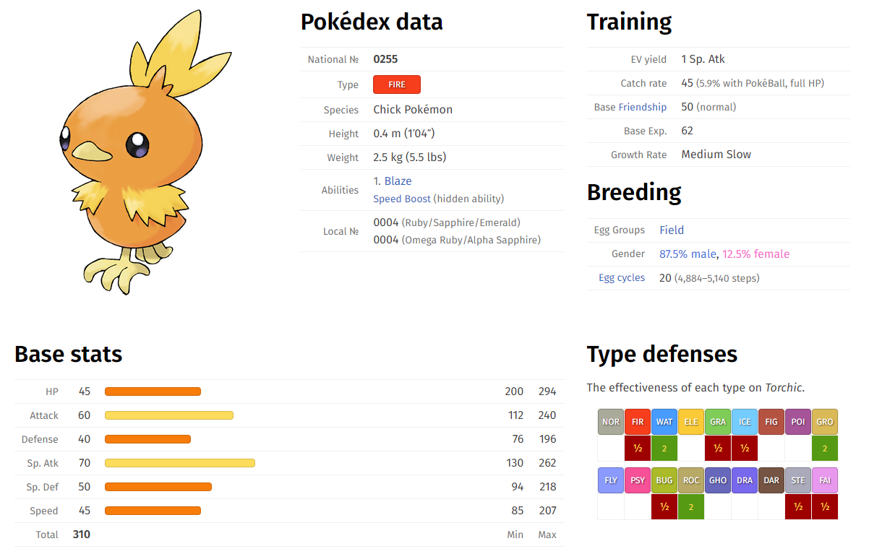 Pokédex data
National № 0255
Type FIRE
Species Chick Pokémon
Height 0.4 m (1′04″)
Weight 2.5 kg (5.5 lbs)
Abilities 1. Blaze
Speed Boost (hidden ability)
Local № 0004 (Ruby/Sapphire/Emerald)
0004 (Omega Ruby/Alpha Sapphire)
Training
EV yield 1 Sp. Atk
Catch rate 45 (5.9% with PokéBall, full HP)
Base Friendship 50 (normal)
Base Exp. 62
Growth Rate Medium Slow
Breeding
Egg Groups Field
Gender 87.5% male, 12.5% female
Egg cycles 20 (4,884–5,140 steps)
Base stats
HP 45 200 294
Attack 60 112 240
Defense 40 76 196
Sp. Atk 70 130 262
Sp. Def 50 94 218
Speed 45 85 207
Total 310 Min Max
Type defenses
The effectiveness of each type on Torchic.
NOR FIR WAT ELE GRA ICE FIG POI GRO
½ 2 ½ ½ 2
FLY PSY BUG ROC GHO DRA DAR STE FAI
½ 2 ½ ½